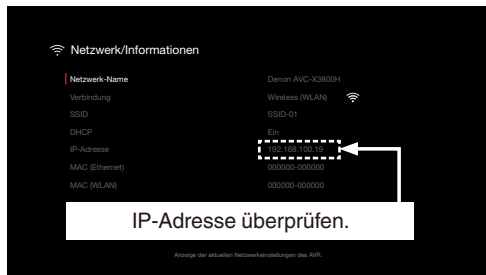 Netzwerk/Informationen
Netzwerk-Name Denon AVC-X3800H
Verbindung Wireless (WLAN)
SSID SSID-01
DHCP Ein
IP-Adresse 192.168.100.19
MAC (Ethernet) 000000-000000
MAC (WLAN) 000000-000000
IP-Adresse überprüfen.
Anzeige der aktuellen Netzwerkeinstellungen des AVR.